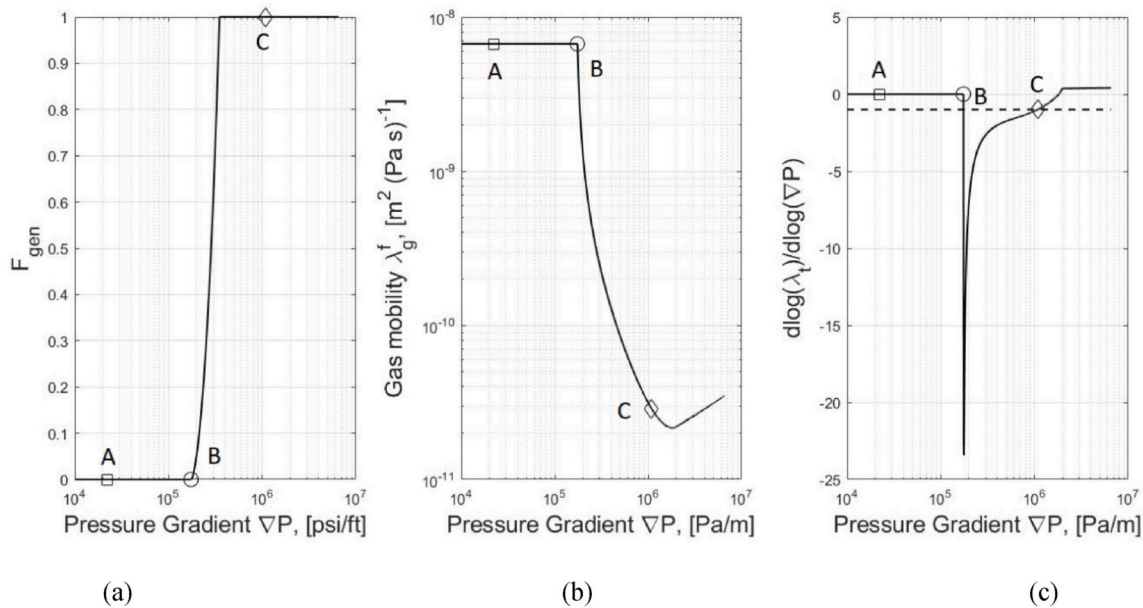 1
0.9
0.8
0.7
0.6
0.5
0.4
0.3
0.2
0.1
0
F_gen
A
B
C
10^4 10^5 10^6 10^7
Pressure Gradient ∇P, [psi/ft]
(a)
10^-8
10^-9
10^-10
10^-11
Gas mobility λ_g^f, [m^2 (Pa s)^-1]
A
B
C
10^4 10^5 10^6 10^7
Pressure Gradient ∇P, [Pa/m]
(b)
5
0
-5
-10
-15
-20
-25
dlog(λ_t)/dlog(∇P)
A
B
C
10^4 10^5 10^6 10^7
Pressure Gradient ∇P, [Pa/m]
(c)